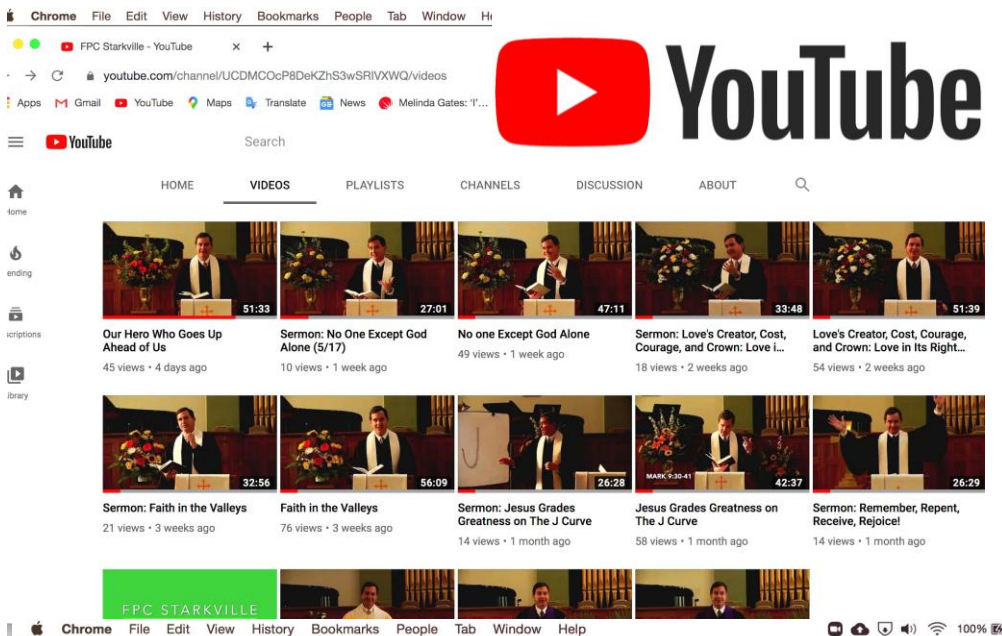 Chrome File Edit View History Bookmarks People Tab Window
FPC Starkville - YouTube × +
youtube.com/channel/UCDMCOcP8DeKZhS3wSRIVXWQ/videos
Apps Gmail YouTube Maps Translate News Melinda Gates: 'I'...
YouTube
YouTube Search
HOME VIDEOS PLAYLISTS CHANNELS DISCUSSION ABOUT
ome
ending
scriptions
ibrary
51:33 27:01 47:11 33:48 51:39
Our Hero Who Goes Up
Ahead of Us
45 views • 4 days ago
Sermon: No One Except God
Alone (5/17)
10 views • 1 week ago
No one Except God Alone
49 views • 1 week ago
Sermon: Love's Creator, Cost,
Courage, and Crown: Love i...
18 views • 2 weeks ago
Love's Creator, Cost, Courage,
and Crown: Love in Its Right...
54 views • 2 weeks ago
32:56 56:09 26:28 MARK 9:30-41 42:37 26:29
Sermon: Faith in the Valleys
21 views • 3 weeks ago
Faith in the Valleys
76 views • 3 weeks ago
Sermon: Jesus Grades
Greatness on The J Curve
14 views • 1 month ago
Jesus Grades Greatness on
The J Curve
58 views • 1 month ago
Sermon: Remember, Repent,
Receive, Rejoice!
14 views • 1 month ago
FPC STARKVILLE
Chrome File Edit View History Bookmarks People Tab Window Help 100%